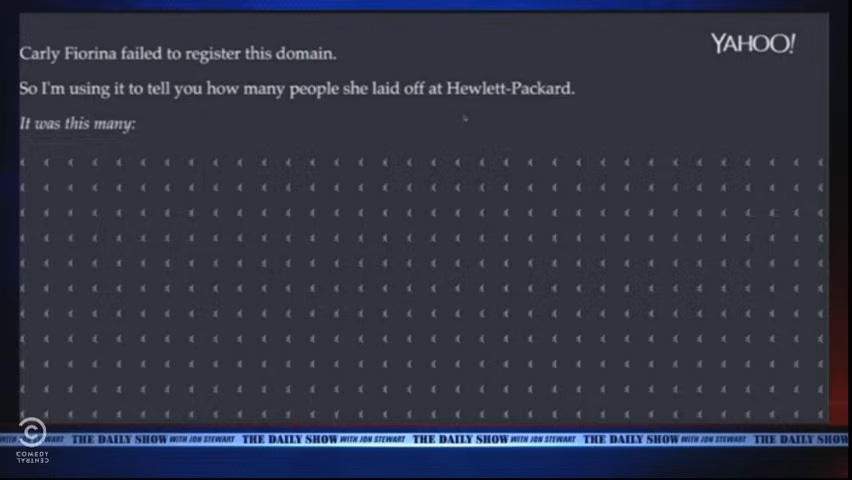 Carly Fiorina failed to register this domain.
YAHOO!
So I'm using it to tell you how many people she laid off at Hewlett-Packard.
It was this many:
THE DAILY SHOW WITH JON STEWART THE DAILY SHOW WITH JON STEWART THE DAILY SHOW WITH JON STEWART THE DAILY SHOW WITH JON STEWART THE DAILY SHOW
COMEDY
CENTRAL